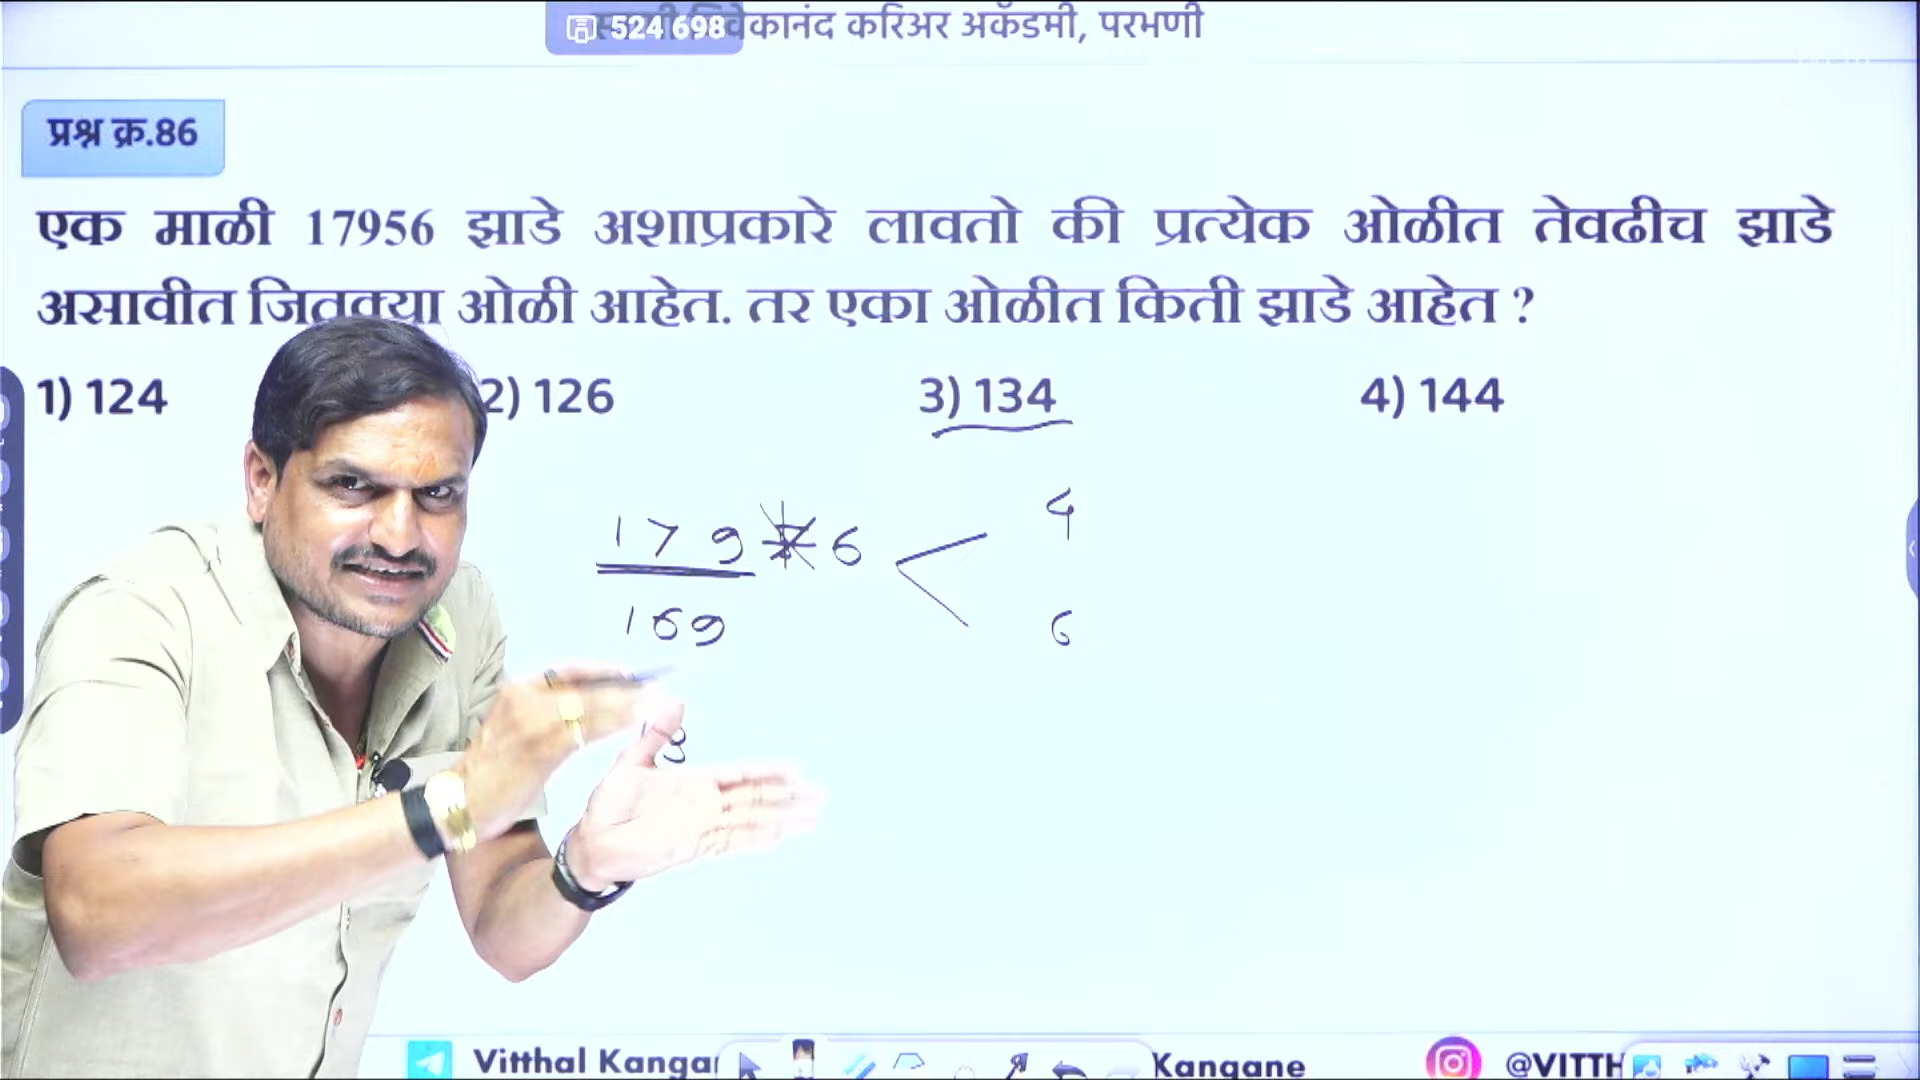 524 698 वेकानंद करिअर अकॅडमी, परभणी
प्रश्न क्र.86
एक माळी 17956 झाडे अशाप्रकारे लावतो की प्रत्येक ओळीत तेवढीच झाडे
असावीत जितक्या ओळी आहेत. तर एका ओळीत किती झाडे आहेत ?
1) 124 2) 126 3) 134 4) 144
4
179 6
169 6
3
Vitthal Kangar Kangane @VITTH